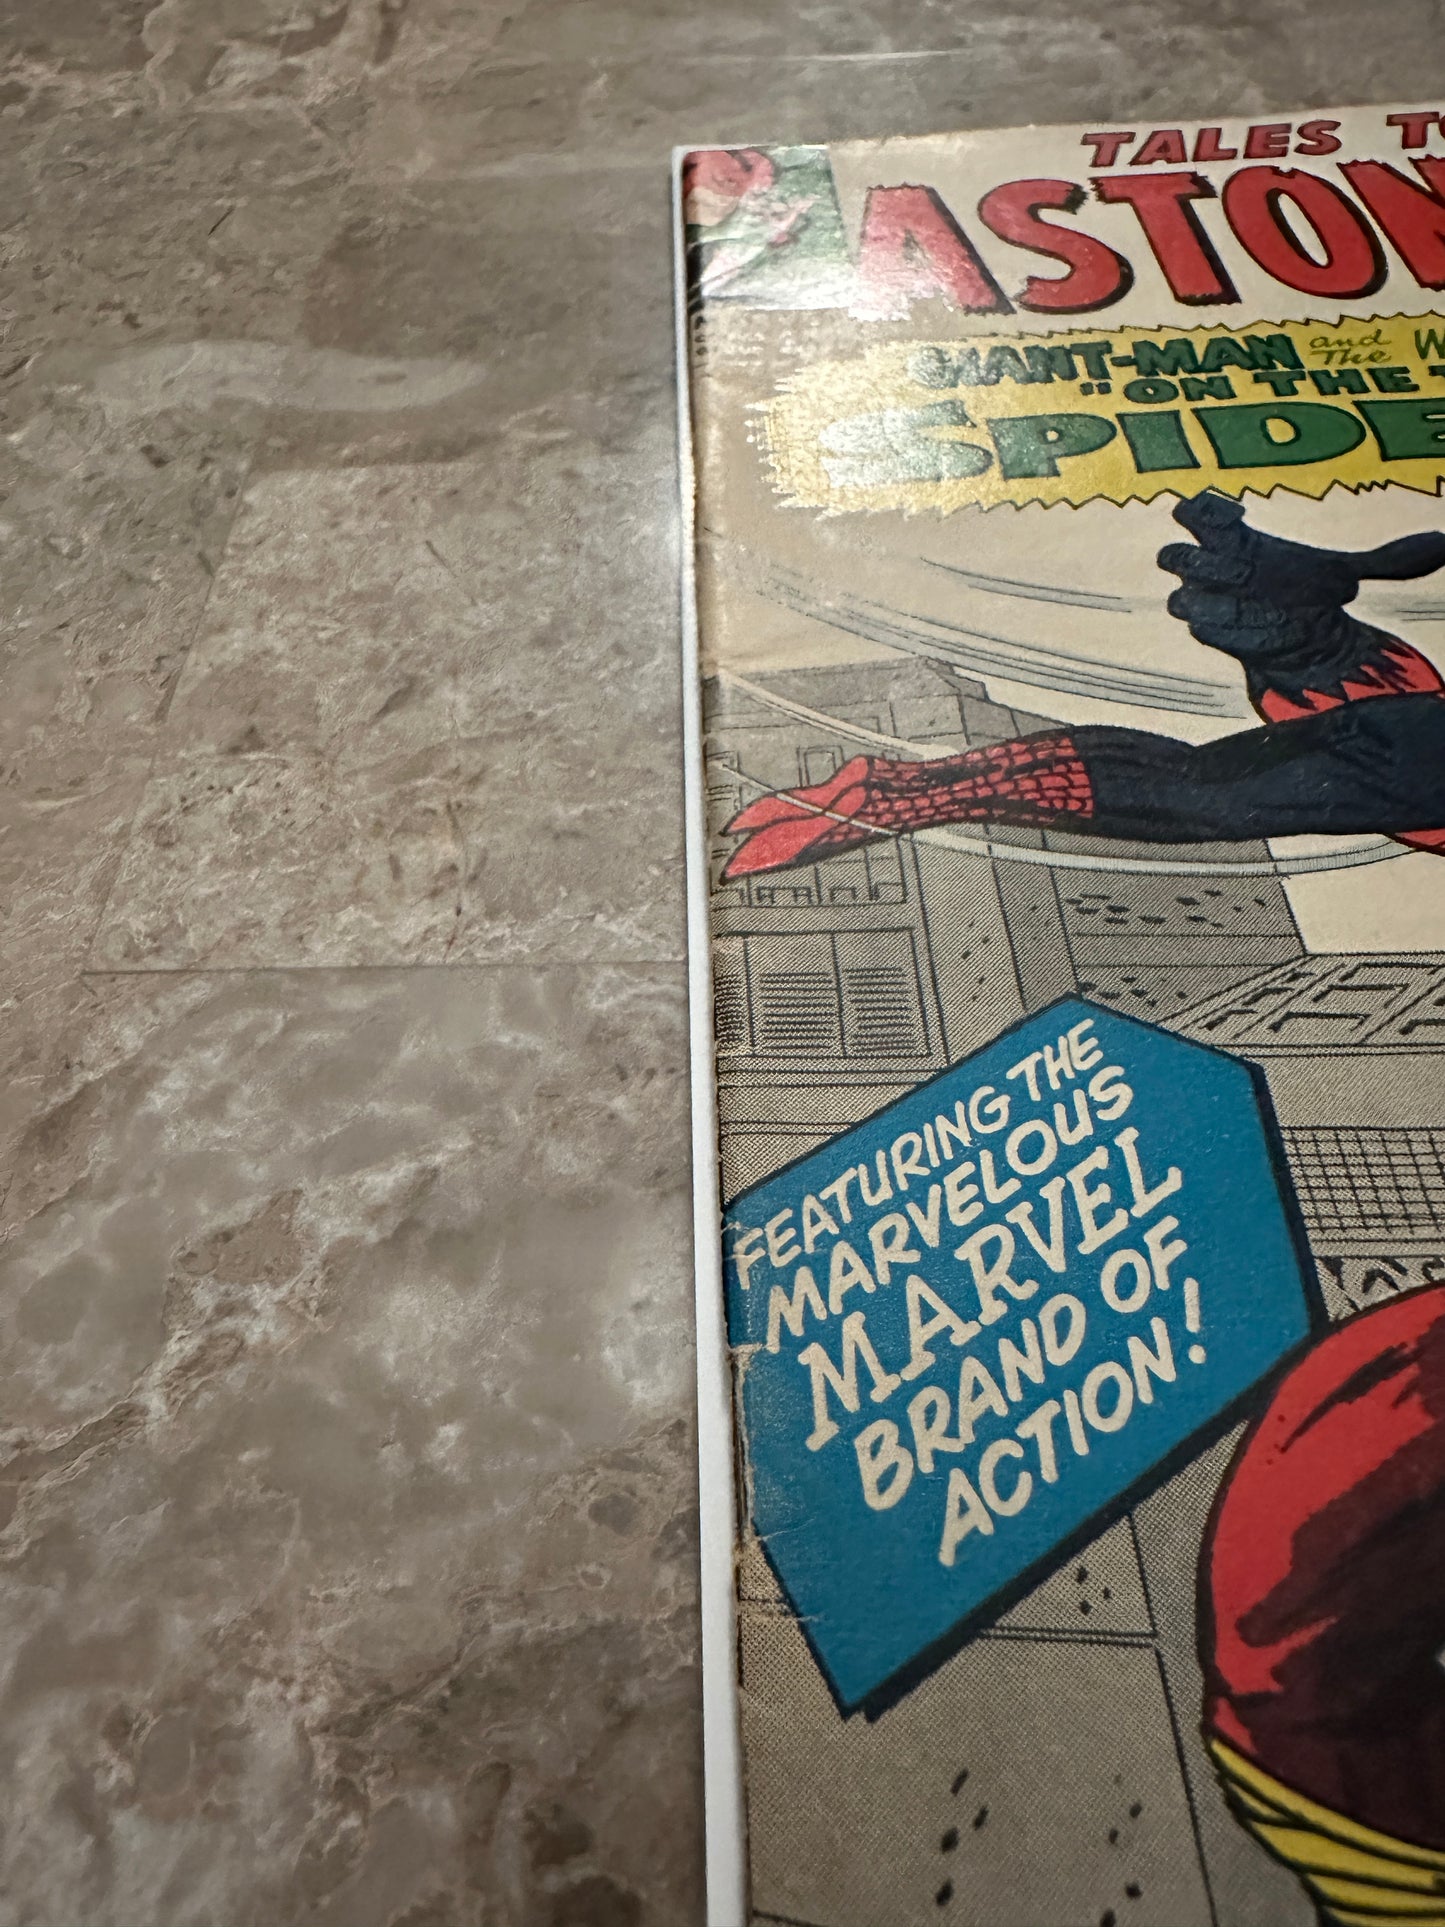 TALES TO
ASTON
GIANT-MAN and The W
"ON THE T
SPIDE
FEATURING THE
MARVELOUS
MARVEL
BRAND OF
ACTION!